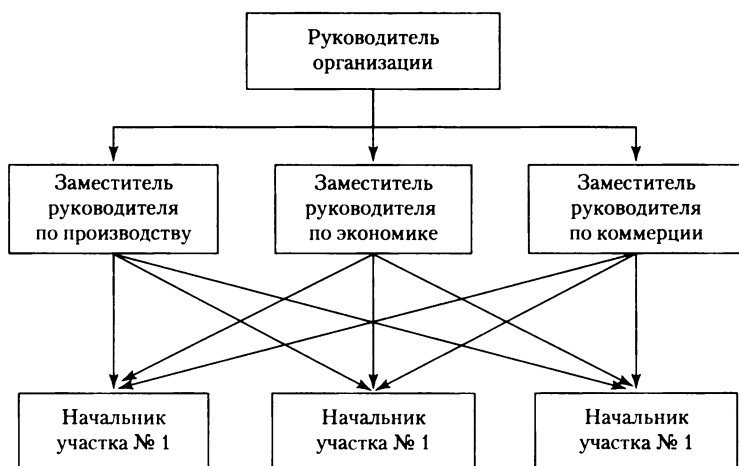 Руководитель
организации
Заместитель
руководителя
по производству
Заместитель
руководителя
по экономике
Заместитель
руководителя
по коммерции
Начальник
участка № 1
Начальник
участка № 1
Начальник
участка № 1